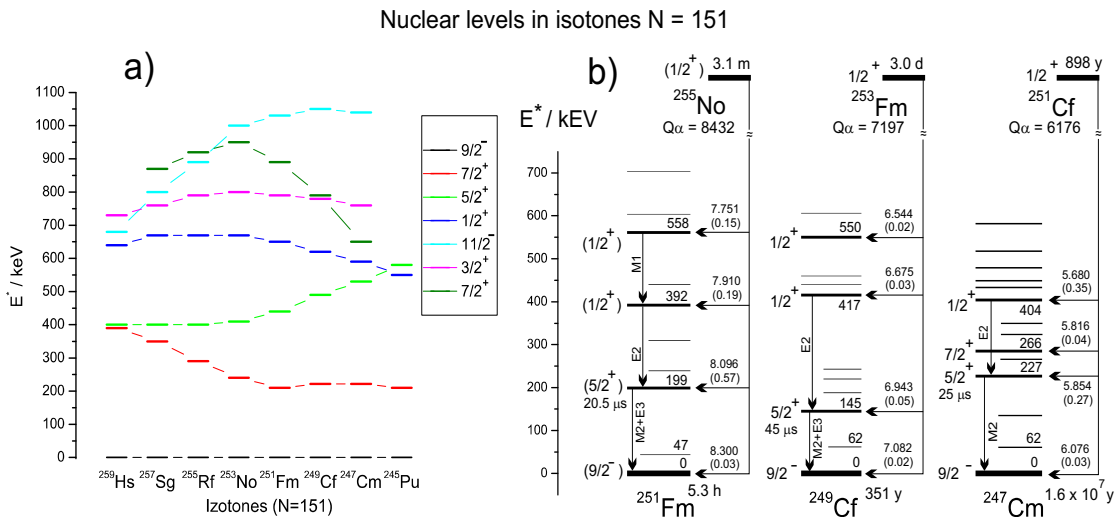 Nuclear levels in isotones N = 151
a)
E* / keV
1100
1000
900
800
700
600
500
400
300
200
100
0
9/2⁻
7/2⁺
5/2⁺
1/2⁺
11/2⁻
3/2⁺
7/2⁺
²⁵⁹Hs ²⁵⁷Sg ²⁵⁵Rf ²⁵³No ²⁵¹Fm ²⁴⁹Cf ²⁴⁷Cm ²⁴⁵Pu
Izotones (N=151)
b)
E* / kEV
700
600
500
400
300
200
100
0
(1/2⁺) 3.1 m
²⁵⁵No
Qα = 8432
≈
558
(1/2⁺)
7.751
(0.15)
M1
392
(1/2⁺)
7.910
(0.19)
E2
199
(5/2⁺)
20.5 μs
8.096
(0.57)
M2+E3
47
0
(9/2⁻)
8.300
(0.03)
5.3 h
²⁵¹Fm
1/2⁺ 3.0 d
²⁵³Fm
Qα = 7197
≈
550
1/2⁺
6.544
(0.02)
417
1/2⁺
6.675
(0.03)
E2
145
5/2⁺
45 μs
6.943
(0.05)
M2+E3
62
0
9/2⁻
7.082
(0.02)
351 y
²⁴⁹Cf
1/2⁺ 898 y
²⁵¹Cf
Qα = 6176
≈
404
1/2⁺
5.680
(0.35)
E2
266
7/2⁺
5.816
(0.04)
227
5/2⁺
25 μs
5.854
(0.27)
M2
62
0
9/2⁻
6.076
(0.03)
1.6 x 10⁷ y
²⁴⁷Cm